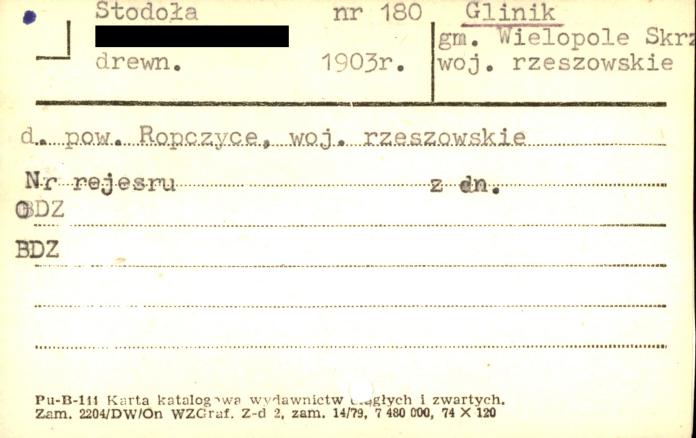 Stodoła nr 180 Glinik
gm. Wielopole Skrz
drewn. 1903r. woj. rzeszowskie
d. pow. Ropczyce, woj. rzeszowskie
Nr rejesru z dn.
BDZ
BDZ
Pu-B-111 Karta katalogowa wydawnictw ciągłych i zwartych.
Zam. 2204/DW/On WZGraf. Z-d 2, zam. 14/79, 7 480 000, 74 X 120